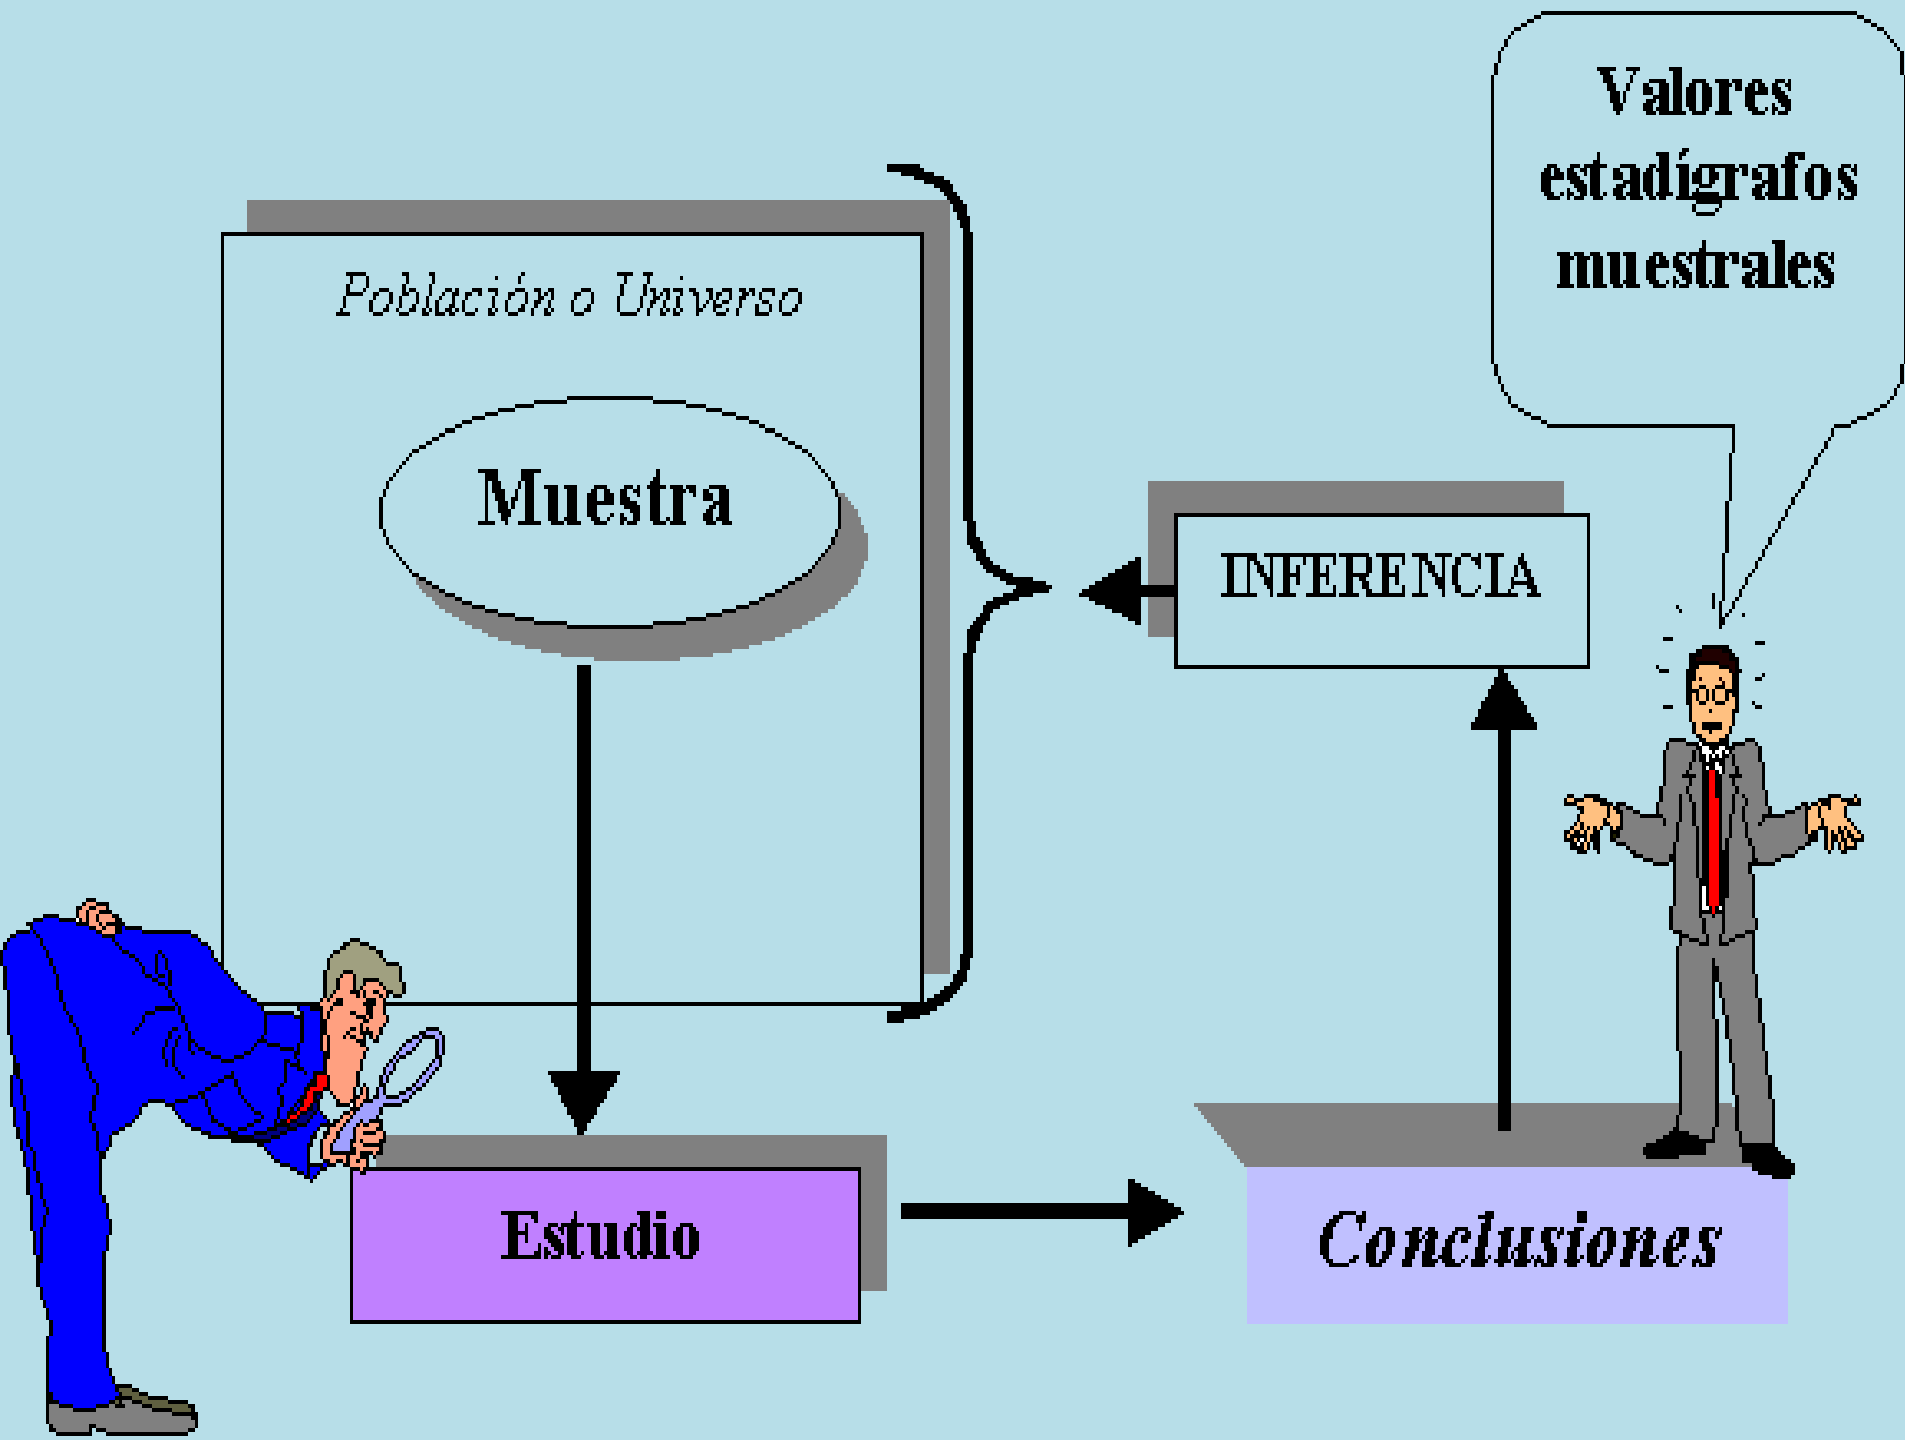 Valores
estadígrafos
muestrales
Población o Universo
Muestra
INFERENCIA
Estudio
Conclusiones